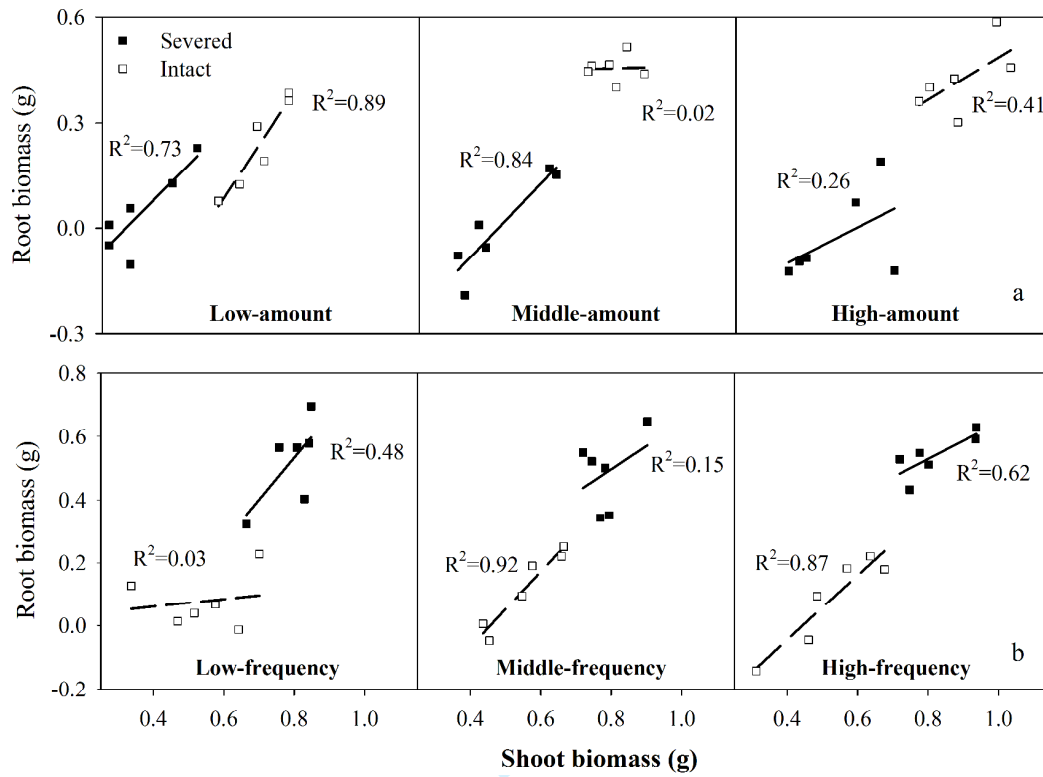 Severed
Intact
Root biomass (g)
0.6
0.3
0.0
-0.3
R²=0.73
R²=0.89
Low-amount
R²=0.84
R²=0.02
Middle-amount
R²=0.26
R²=0.41
High-amount
a
Root biomass (g)
0.8
0.6
0.4
0.2
0.0
-0.2
R²=0.03
R²=0.48
Low-frequency
R²=0.92
R²=0.15
Middle-frequency
R²=0.87
R²=0.62
High-frequency
b
0.4 0.6 0.8 1.0 0.4 0.6 0.8 1.0 0.4 0.6 0.8 1.0
Shoot biomass (g)